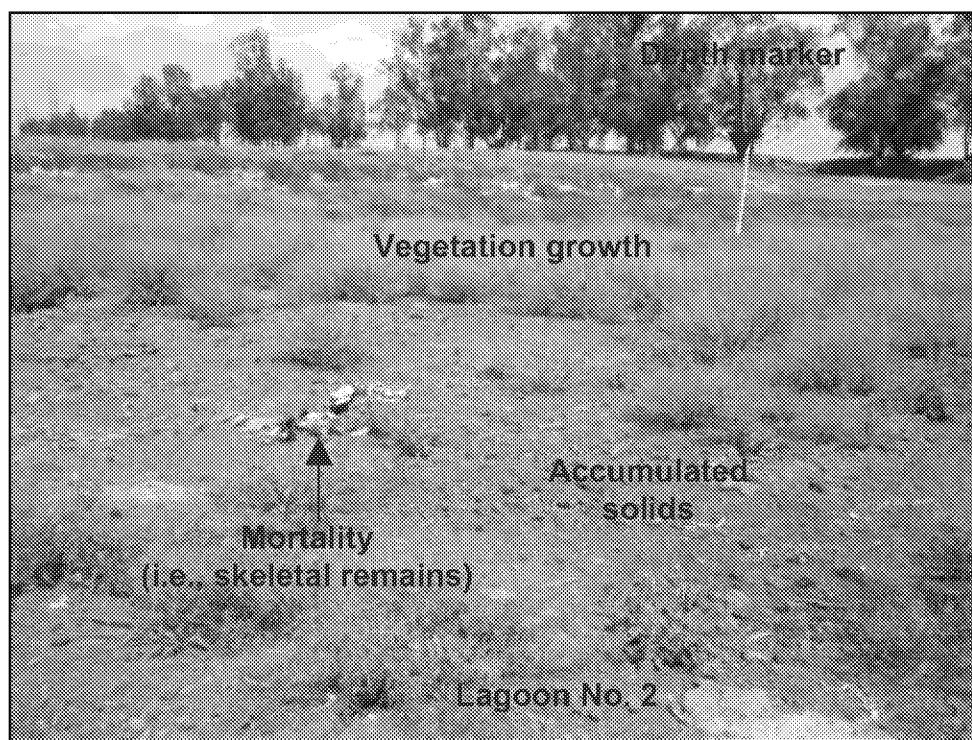 Depth marker
Vegetation growth
Accumulated
solids
Mortality
(i.e., skeletal remains)
Lagoon No. 2